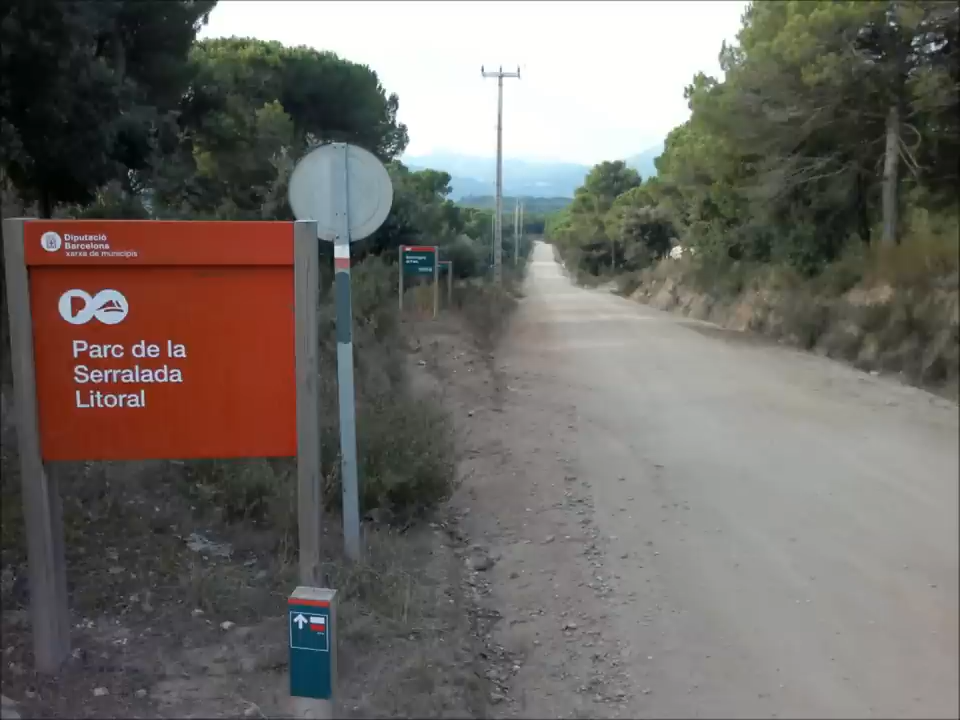 Diputació
Barcelona
xarxa de municipis
Parc de la
Serralada
Litoral